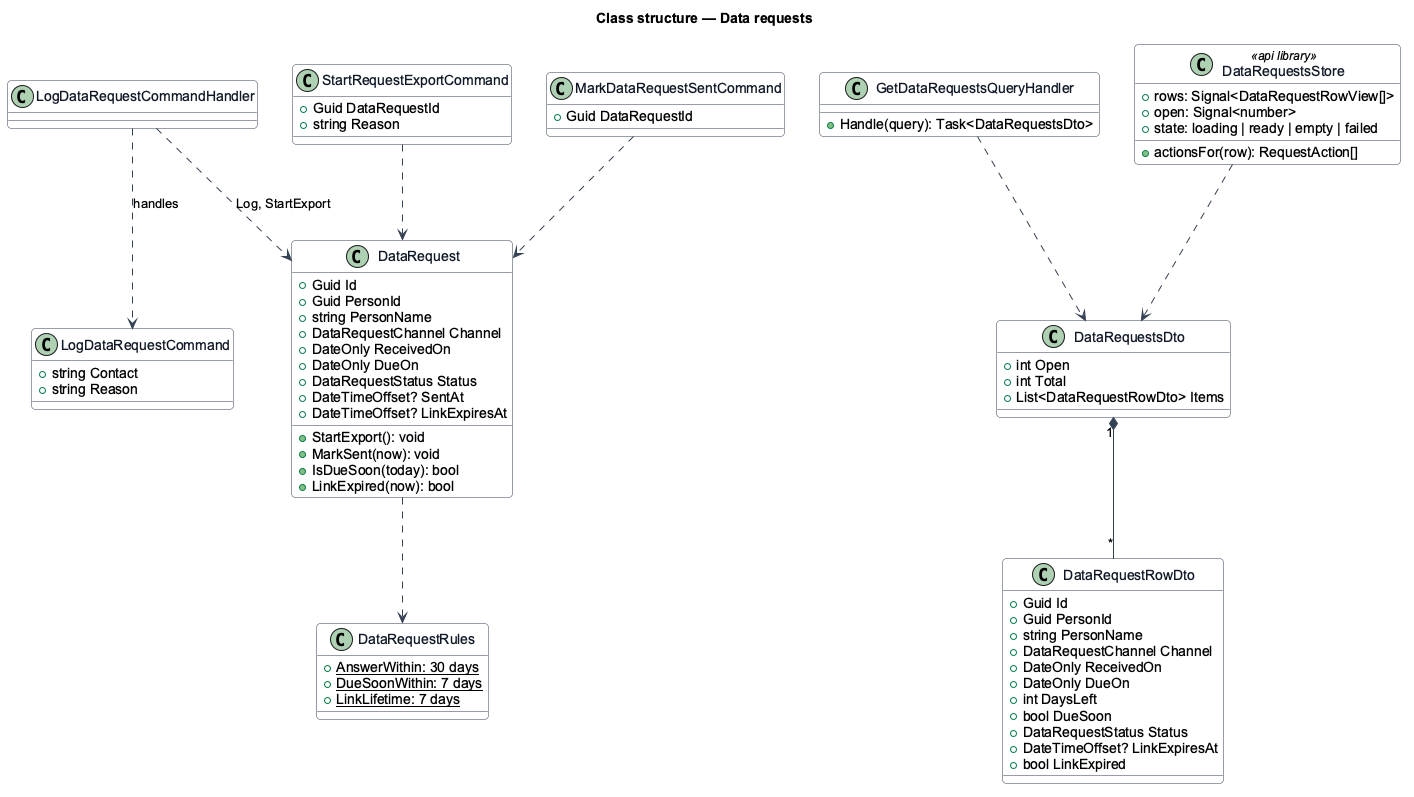 Class structure — Data requests
C LogDataRequestCommandHandler
C StartRequestExportCommand
Guid DataRequestId
string Reason
C MarkDataRequestSentCommand
Guid DataRequestId
C GetDataRequestsQueryHandler
Handle(query): Task<DataRequestsDto>
«api library»
C DataRequestsStore
rows: Signal<DataRequestRowView[]>
open: Signal<number>
state: loading | ready | empty | failed
actionsFor(row): RequestAction[]
handles
Log, StartExport
C LogDataRequestCommand
string Contact
string Reason
C DataRequest
Guid Id
Guid PersonId
string PersonName
DataRequestChannel Channel
DateOnly ReceivedOn
DateOnly DueOn
DataRequestStatus Status
DateTimeOffset? SentAt
DateTimeOffset? LinkExpiresAt
StartExport(): void
MarkSent(now): void
IsDueSoon(today): bool
LinkExpired(now): bool
C DataRequestsDto
int Open
int Total
List<DataRequestRowDto> Items
1
*
C DataRequestRules
AnswerWithin: 30 days
DueSoonWithin: 7 days
LinkLifetime: 7 days
C DataRequestRowDto
Guid Id
Guid PersonId
string PersonName
DataRequestChannel Channel
DateOnly ReceivedOn
DateOnly DueOn
int DaysLeft
bool DueSoon
DataRequestStatus Status
DateTimeOffset? LinkExpiresAt
bool LinkExpired